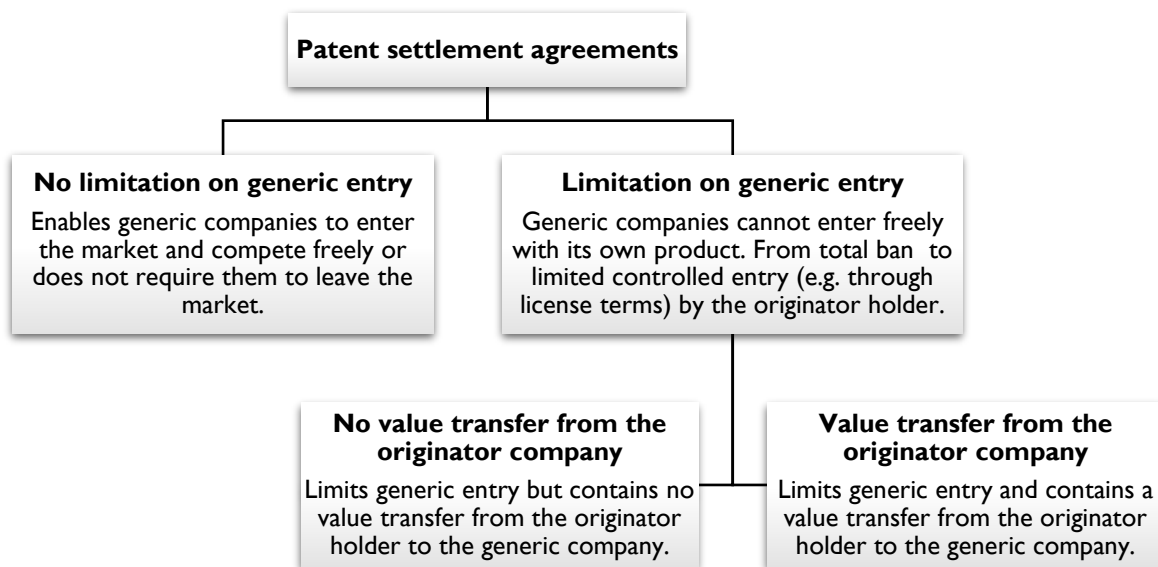 Patent settlement agreements
No limitation on generic entry
Enables generic companies to enter
the market and compete freely or
does not require them to leave the
market.
Limitation on generic entry
Generic companies cannot enter freely
with its own product. From total ban to
limited controlled entry (e.g. through
license terms) by the originator holder.
No value transfer from the
originator company
Limits generic entry but contains no
value transfer from the originator
holder to the generic company.
Value transfer from the
originator company
Limits generic entry and contains a
value transfer from the originator
holder to the generic company.